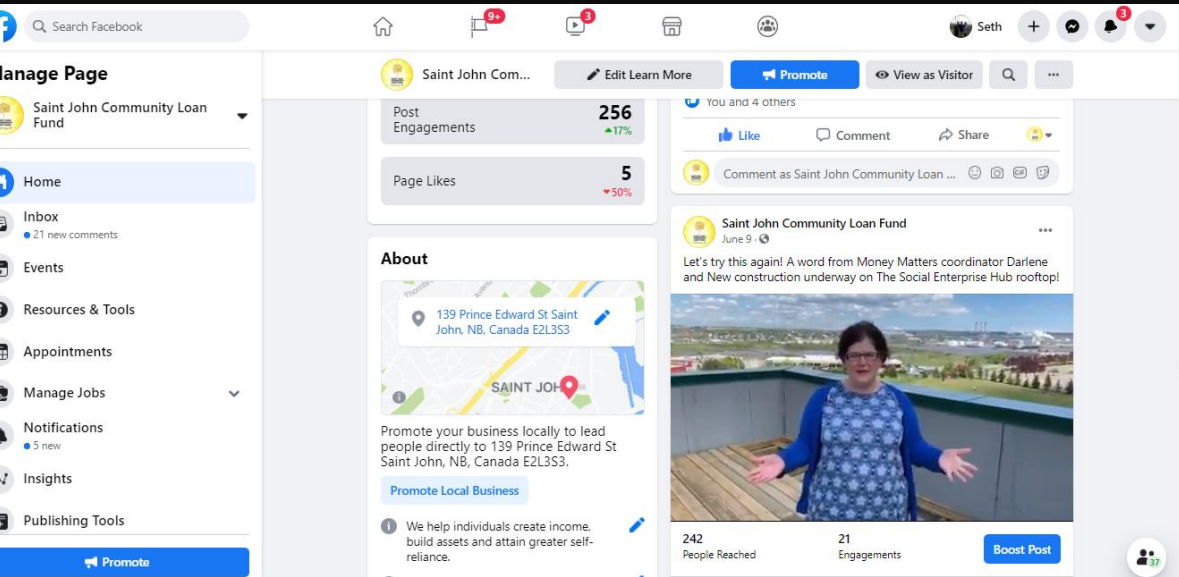 Search Facebook
9+
3
Seth
3
Manage Page
Saint John Community Loan
Fund
Home
Inbox
21 new comments
Events
Resources & Tools
Appointments
Manage Jobs
Notifications
5 new
Insights
Publishing Tools
Promote
Saint John Com...
Edit Learn More
Promote
View as Visitor
...
Post
Engagements
256
17%
Page Likes
5
50%
About
139 Prince Edward St Saint
John, NB, Canada E2L3S3
SAINT JOH
Promote your business locally to lead
people directly to 139 Prince Edward St
Saint John, NB, Canada E2L3S3.
Promote Local Business
We help individuals create income,
build assets and attain greater self-
reliance.
You and 4 others
Like
Comment
Share
Comment as Saint John Community Loan ...
GIF
Saint John Community Loan Fund
June 9 ·
...
Let's try this again! A word from Money Matters coordinator Darlene
and New construction underway on The Social Enterprise Hub rooftop!
242
People Reached
21
Engagements
Boost Post
37